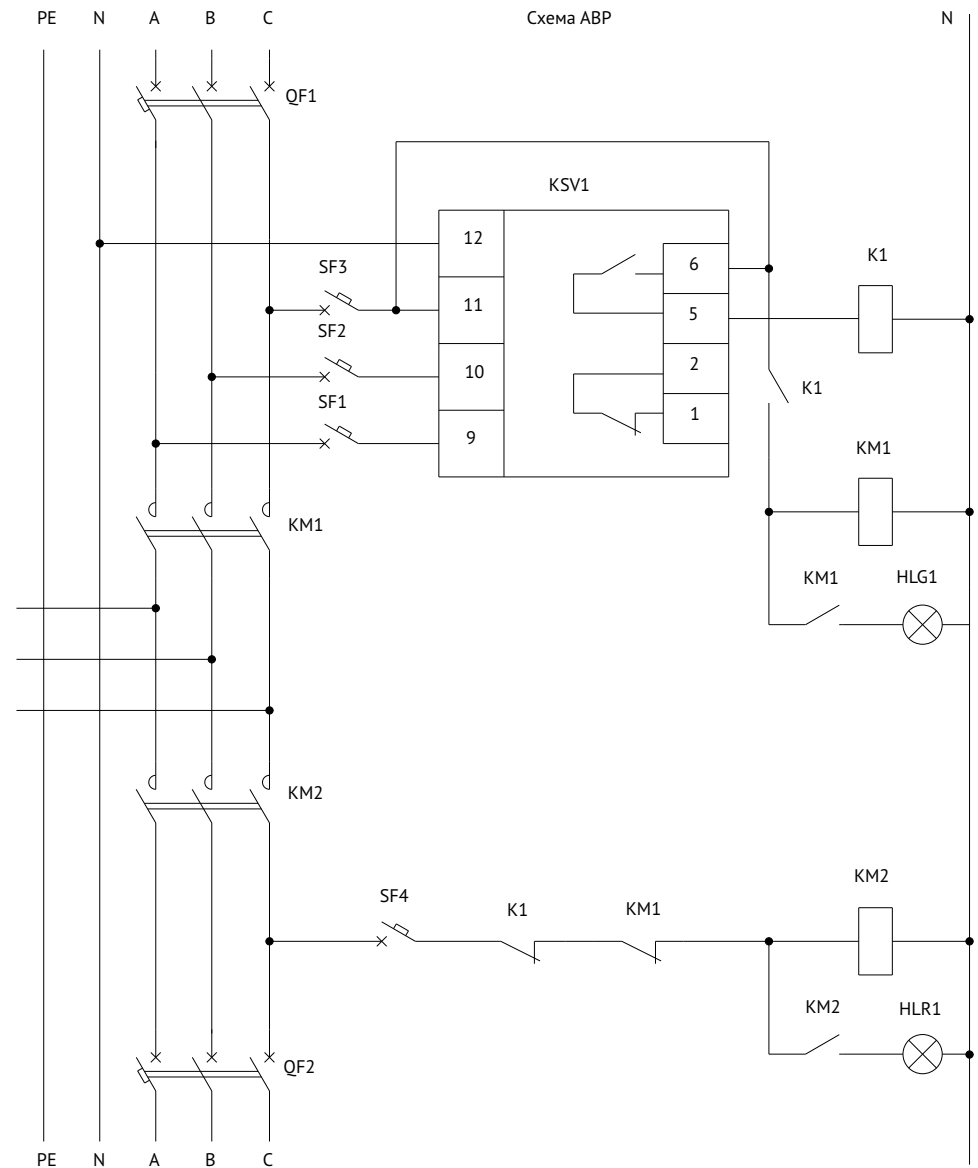 PE N A B C Схема АВР N
QF1
KSV1
12
SF3
6
K1
11
5
SF2
10
2
SF1
K1
9
1
KM1
KM1
KM1 HLG1
KM2
KM2
SF4
K1 KM1
KM2 HLR1
QF2
PE N A B C